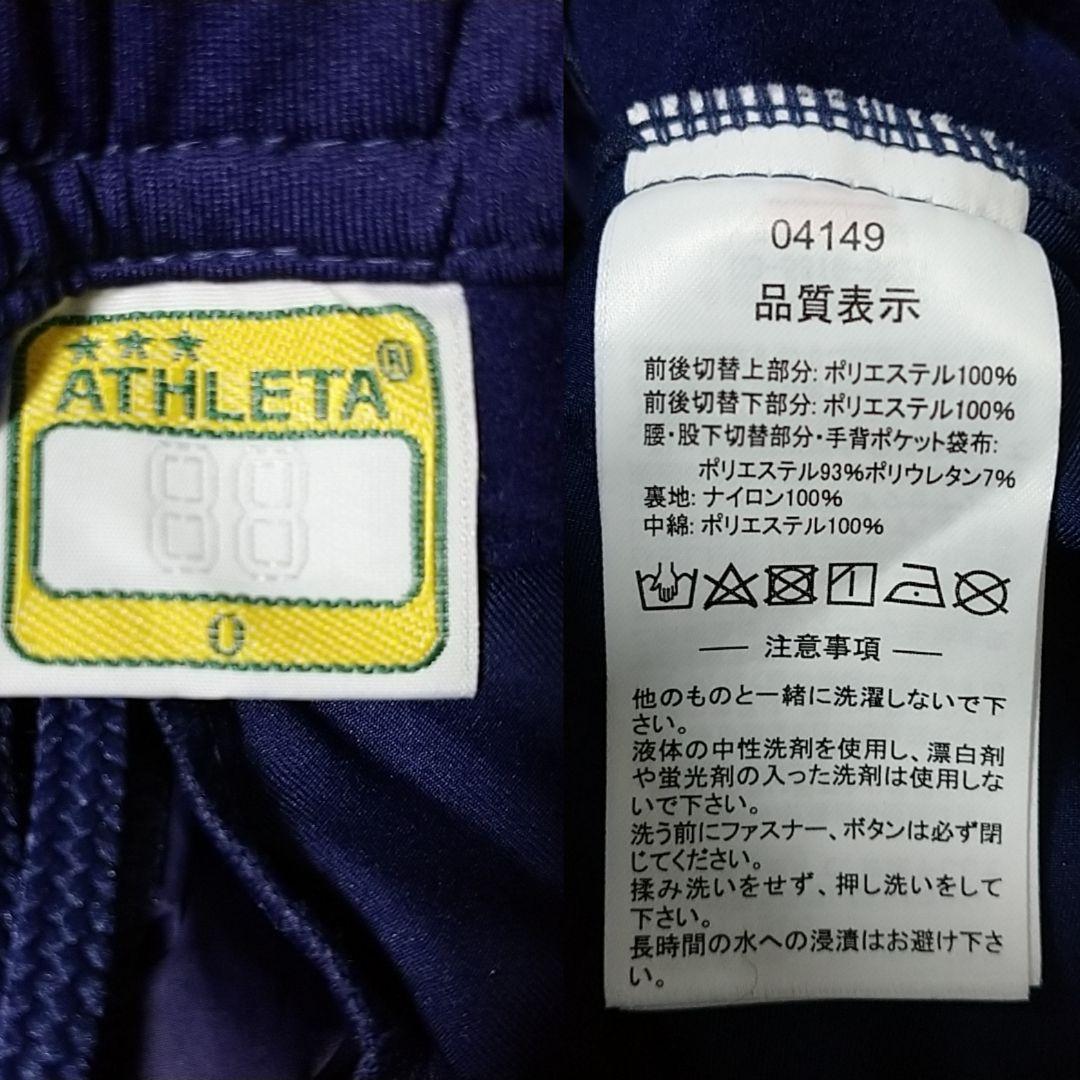 ATHLETA®
88
O
04149
品質表示
前後切替上部分: ポリエステル100%
前後切替下部分: ポリエステル100%
腰・股下切替部分・手背ポケット袋布:
ポリエステル93%ポリウレタン7%
裏地: ナイロン100%
中綿: ポリエステル100%
注意事項
他のものと一緒に洗濯しないで下
さい。
液体の中性洗剤を使用し、漂白剤
や蛍光剤の入った洗剤は使用しな
いで下さい。
洗う前にファスナー、ボタンは必ず閉
じてください。
揉み洗いをせず、押し洗いをして
下さい。
長時間の水への浸漬はお避け下さ
い。